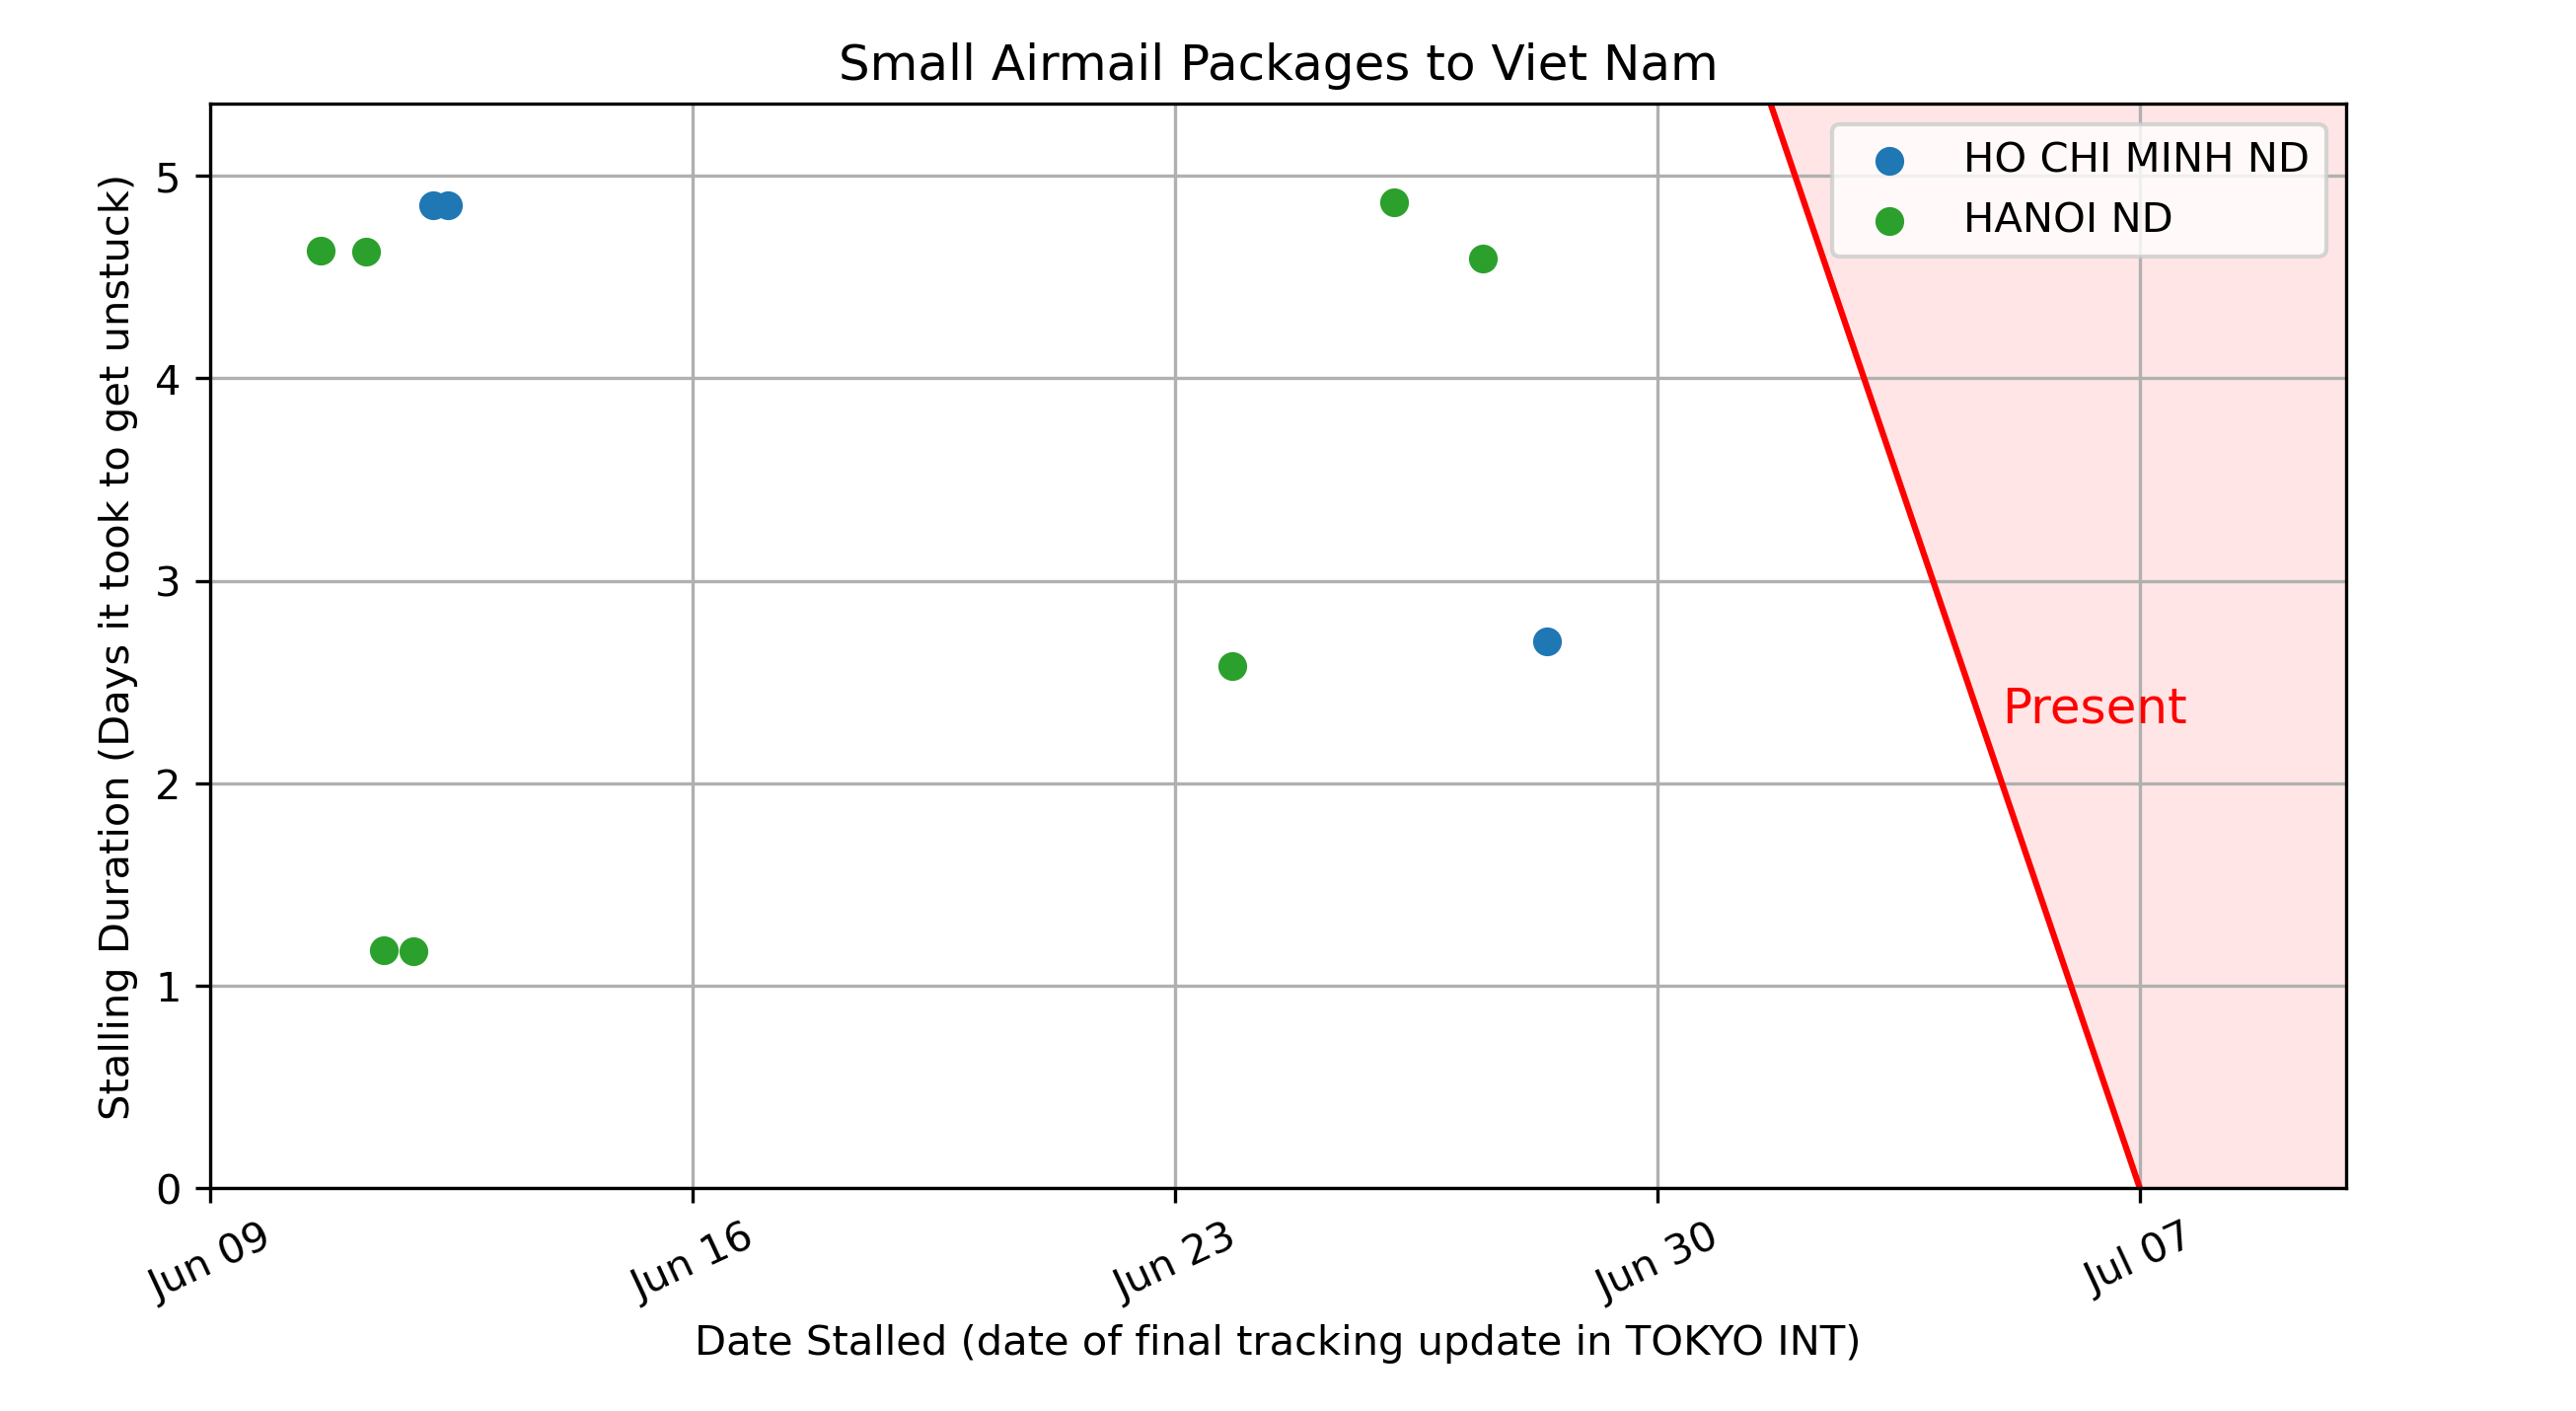 Small Airmail Packages to Viet Nam
Stalling Duration (Days it took to get unstuck)
5
4
3
2
1
0
HO CHI MINH ND
HANOI ND
Present
Jun 09
Jun 16
Jun 23
Jun 30
Jul 07
Date Stalled (date of final tracking update in TOKYO INT)